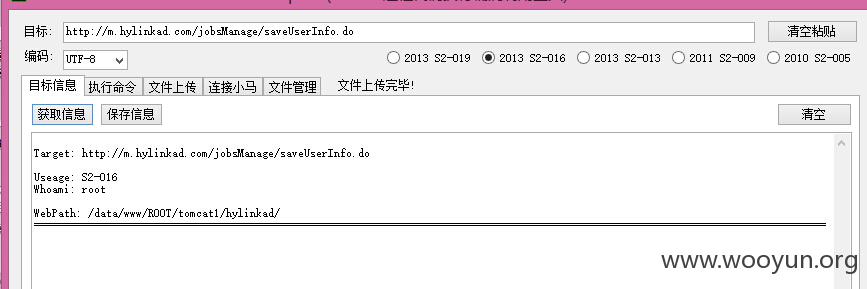 目标: http://m.hylinkad.com/jobsManage/saveUserInfo.do 清空粘贴
编码: UTF-8 2013 S2-019 2013 S2-016 2013 S2-013 2011 S2-009 2010 S2-005
目标信息 执行命令 文件上传 连接小马 文件管理 文件上传完毕!
获取信息 保存信息 清空
Target: http://m.hylinkad.com/jobsManage/saveUserInfo.do
Useage: S2-016
Whoami: root
WebPath: /data/www/ROOT/tomcat1/hylinkad/
www.wooyun.org